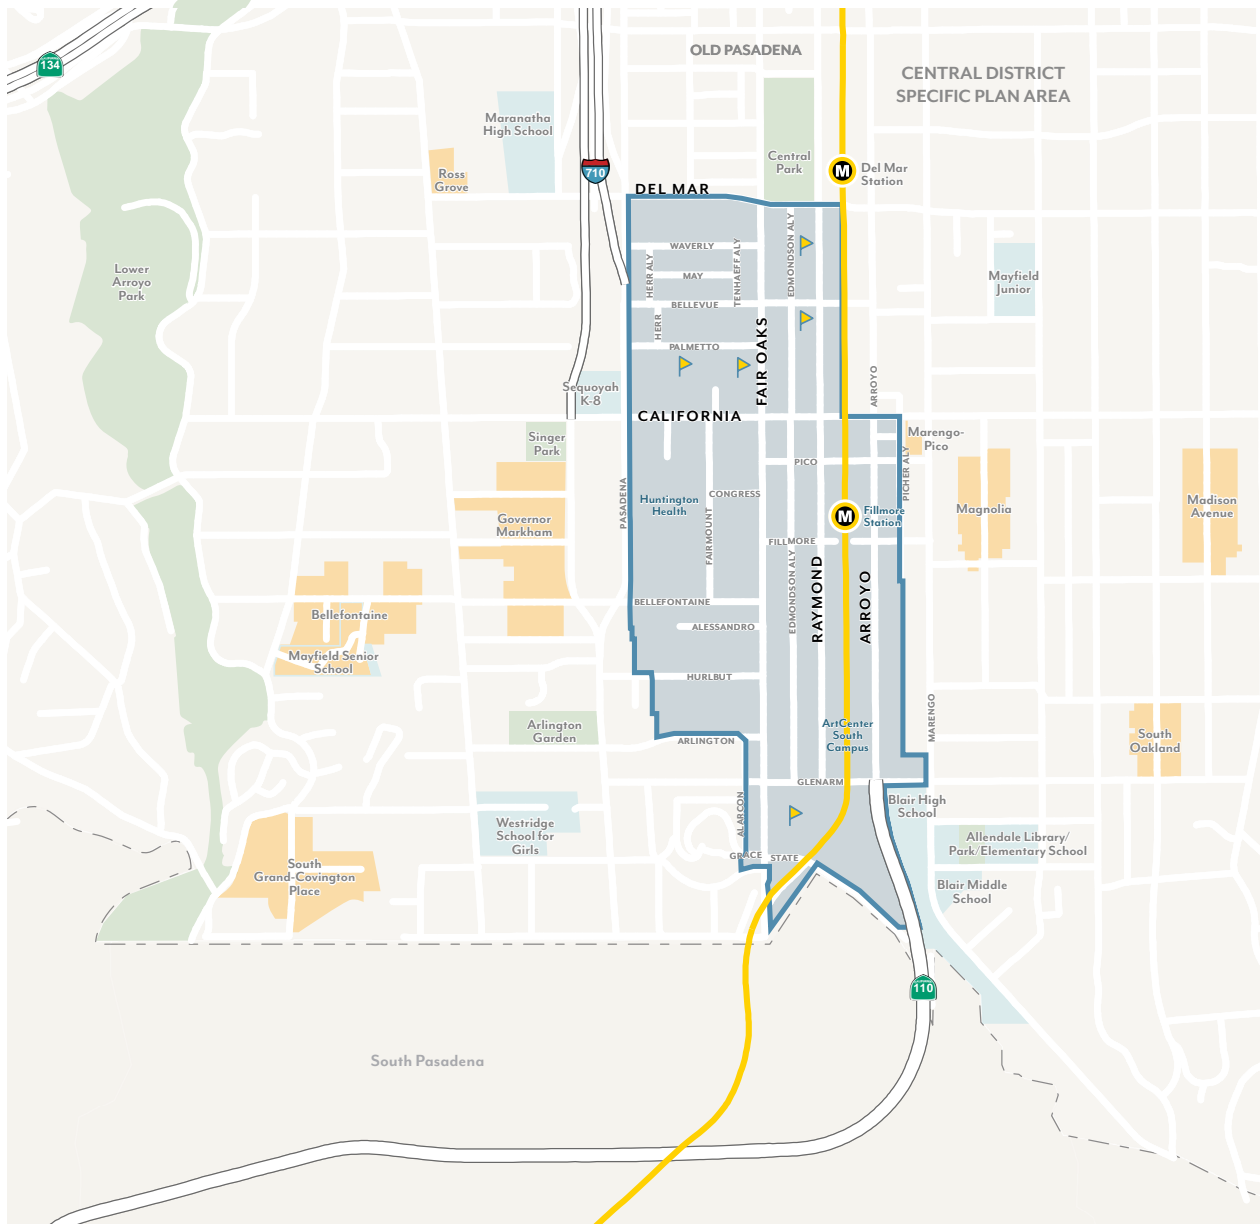 134
OLD PASADENA
CENTRAL DISTRICT
SPECIFIC PLAN AREA
Maranatha
High School
Central
Park
M
Del Mar
Station
710
Ross
Grove
DEL MAR
EDMONDSON ALY
WAVERLY
TENHAEFF ALY
HERR ALY
MAY
Lower
Arroyo
Park
Mayfield
Junior
BELLEVUE
HERR
FAIR OAKS
PALMETTO
ARROYO
Sequoyah
K-8
CALIFORNIA
Singer
Park
Marengo-
Pico
PICO
PICHER ALY
PASADENA
Huntington
Health
CONGRESS
M
Fillmore
Station
Magnolia
Madison
Avenue
Governor
Markham
FAIRMOUNT
FILLMORE
EDMONDSON ALY
RAYMOND
ARROYO
BELLEFONTAINE
Bellefontaine
ALESSANDRO
Mayfield Senior
School
HURLBUT
MARENGO
Arlington
Garden
ArtCenter
South
Campus
ARLINGTON
South
Oakland
GLENARM
ALARCON
Blair High
School
Westridge
School for
Girls
Allendale Library/
Park/Elementary School
GRACE
STATE
South
Grand-Covington
Place
Blair Middle
School
110
South Pasadena